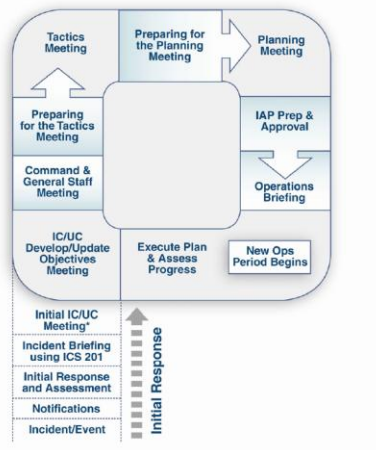 Tactics
Meeting
Preparing for
the Planning
Meeting
Planning
Meeting
Preparing
for the Tactics
Meeting
IAP Prep &
Approval
Command &
General Staff
Meeting
Operations
Briefing
IC/UC
Develop/Update
Objectives
Meeting
Execute Plan
& Assess
Progress
New Ops
Period Begins
Initial IC/UC
Meeting*
Incident Briefing
using ICS 201
Initial Response
and Assessment
Notifications
Incident/Event
Initial Response